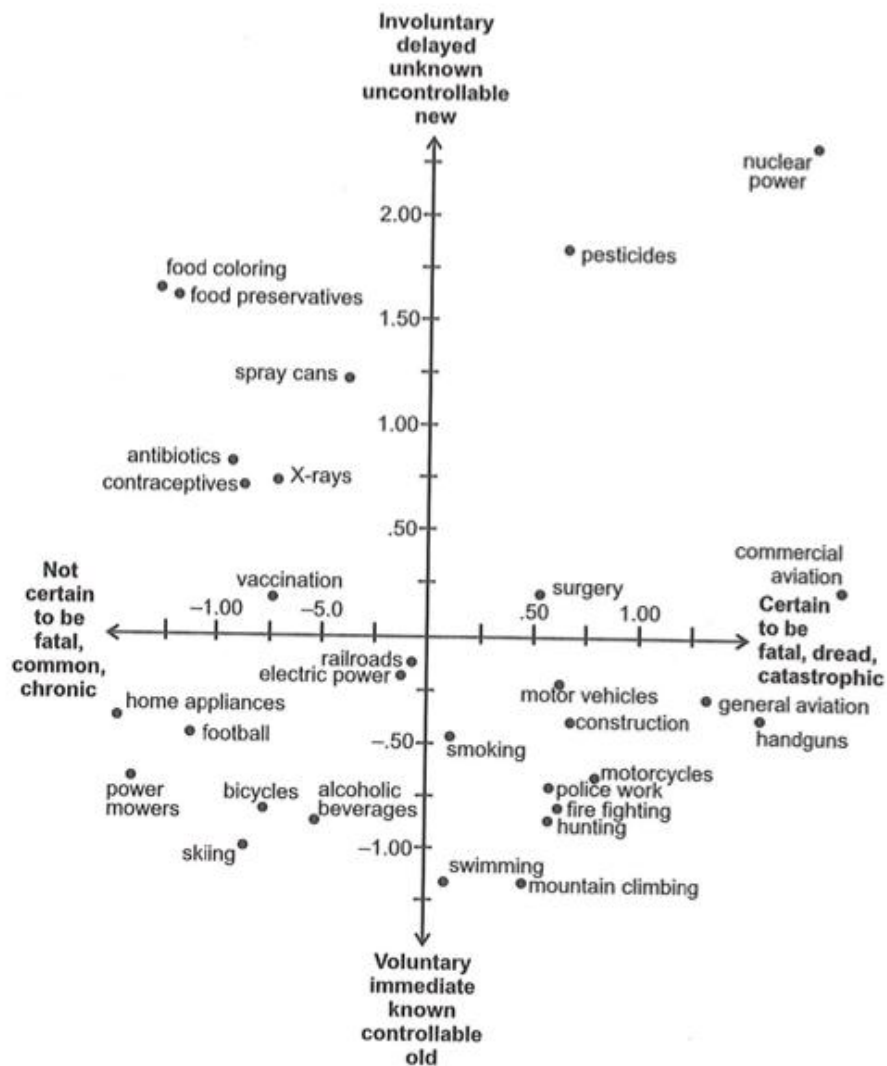 Involuntary
delayed
unknown
uncontrollable
new
nuclear
power
2.00
pesticides
food coloring
food preservatives
1.50
spray cans
1.00
antibiotics
X-rays
contraceptives
.50
commercial
aviation
Not
certain
to be
fatal,
common,
chronic
vaccination
surgery
–1.00
–5.0
.50
1.00
Certain
to be
fatal, dread,
catastrophic
railroads
electric power
home appliances
motor vehicles
general aviation
football
construction
handguns
–.50
smoking
power
mowers
bicycles
alcoholic
beverages
motorcycles
police work
fire fighting
hunting
skiing
–1.00
swimming
mountain climbing
Voluntary
immediate
known
controllable
old